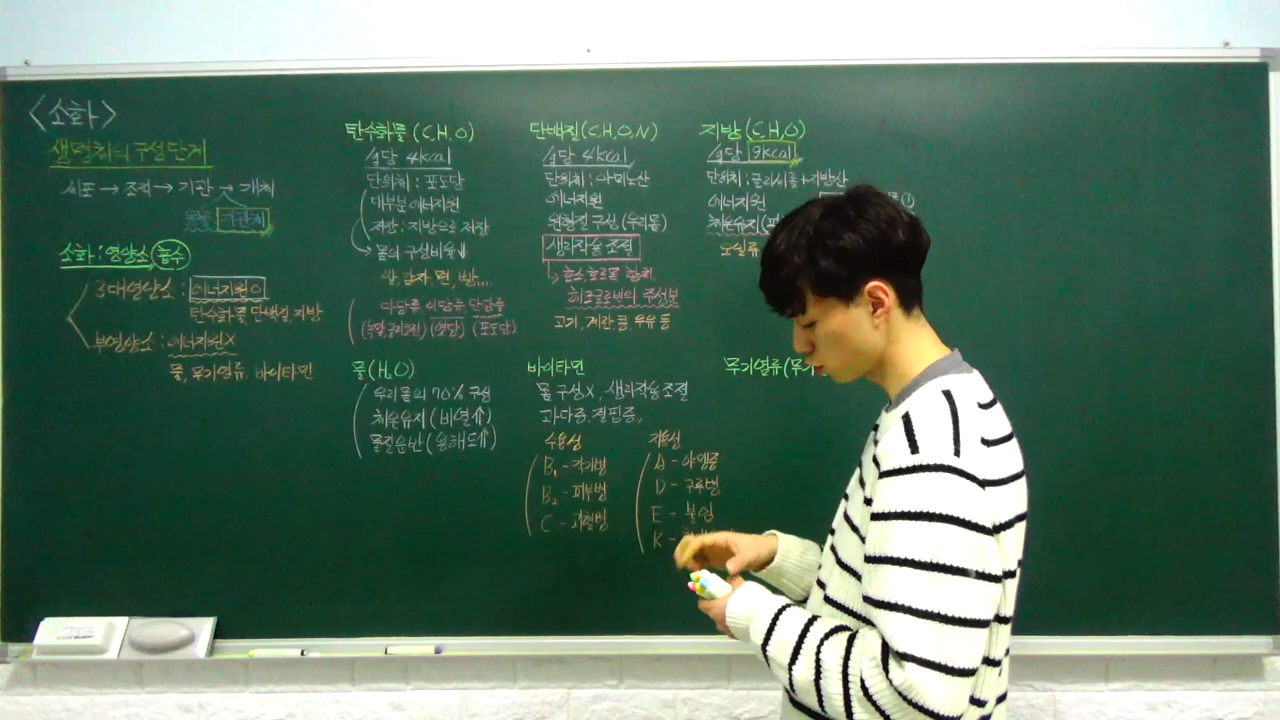 <소화>
생명체의 구성단계
세포 → 조직 → 기관 → 개체
동물 기관계
소화 : 영양소 흡수
3대영양소 : 에너지원 O
탄수화물, 단백질, 지방
부영양소 : 에너지원 X
물, 무기염류, 바이타민
탄수화물 (C, H, O)
1g당 4kcal
단위체 : 포도당
대부분 에너지원
저장 : 지방으로 저장
몸의 구성비율↓
쌀, 감자, 면, 빵....
다당류, 이당류, 단당류
(엿당) (포도당)
단백질 (C, H, O, N)
1g당 4kcal
단위체 : 아미노산
에너지원
원형질 구성 (우리몸)
생리작용 조절
효소, 호르몬, 항체,
헤모글로빈의 주성분
고기, 계란, 콩, 우유 등
지방 (C, H, O)
1g당 9kcal
단위체 : 글리세롤 + 지방산
에너지원
체온유지(
①
물 (H, O)
우리 몸의 70% 구성
체온유지 (비열↑)
물질운반 (용해도↑)
바이타민
몸 구성 X, 생리작용 조절
과다증, 결핍증,
수용성
B₁ - 각기병
B₂ - 피부병
C - 괴혈병
지용성
A - 야맹증
D - 구루병
E - 불임
K -
무기염류(무